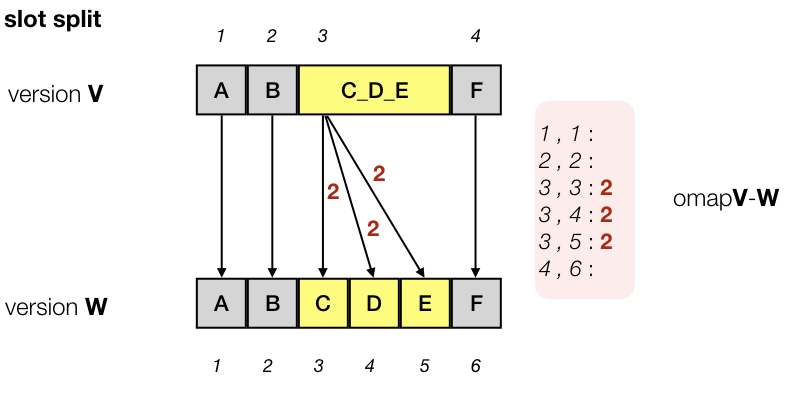 slot split
1 2 3 4
version V
A B C_D_E F
1 , 1 :
2 , 2 :
3 , 3 : 2
3 , 4 : 2
3 , 5 : 2
4 , 6 :
omapV-W
2
2
2
version W
A B C D E F
1 2 3 4 5 6